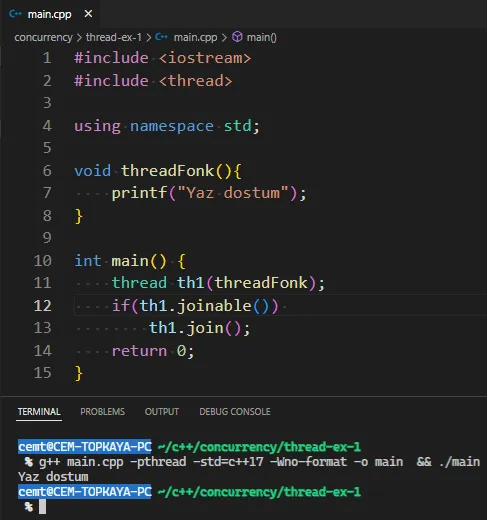 main.cpp
concurrency > thread-ex-1 > main.cpp > main()
1 #include <iostream>
2 #include <thread>
3
4 using namespace std;
5
6 void threadFonk(){
7     printf("Yaz dostum");
8 }
9
10 int main() {
11     thread th1(threadFonk);
12     if(th1.joinable())
13         th1.join();
14     return 0;
15 }
TERMINAL PROBLEMS OUTPUT DEBUG CONSOLE
cemt@CEM-TOPKAYA-PC ~/c++/concurrency/thread-ex-1
% g++ main.cpp -pthread -std=c++17 -Wno-format -o main  && ./main
Yaz dostum
cemt@CEM-TOPKAYA-PC ~/c++/concurrency/thread-ex-1
%